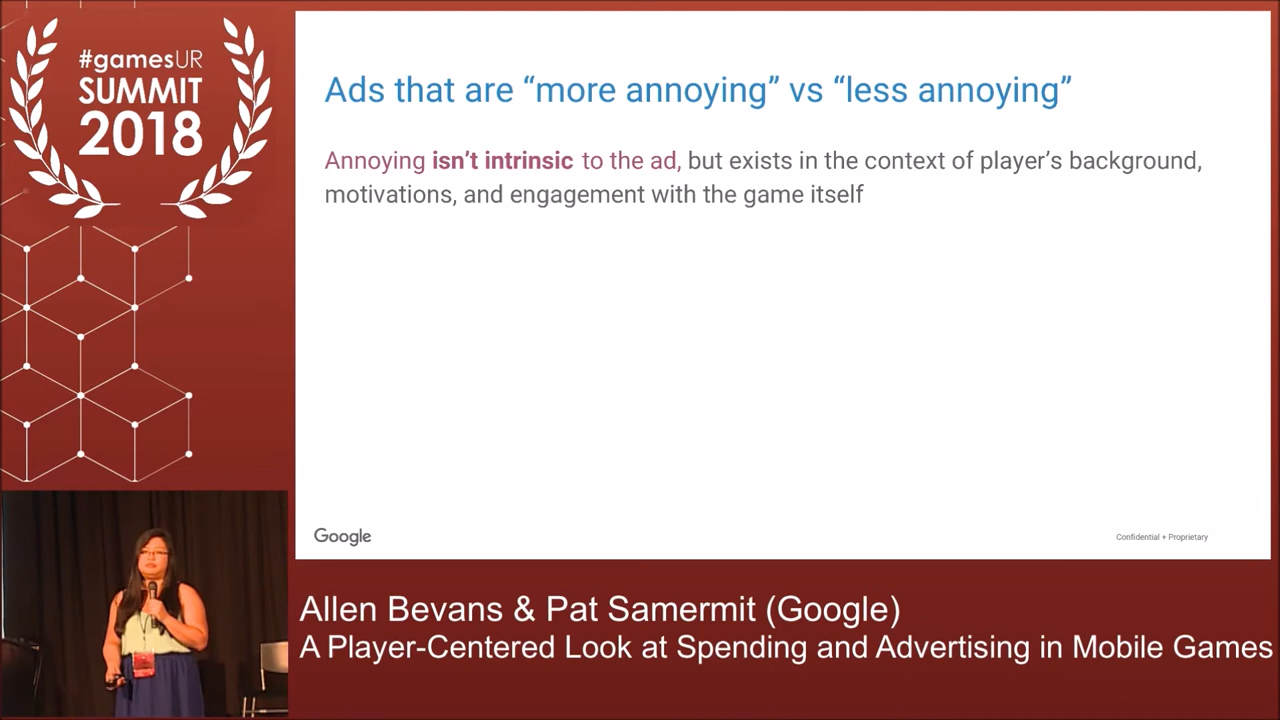 #gamesUR
SUMMIT
2018
Ads that are “more annoying” vs “less annoying”
Annoying isn’t intrinsic to the ad, but exists in the context of player’s background,
motivations, and engagement with the game itself
Google
Confidential + Proprietary
Allen Bevans & Pat Samermit (Google)
A Player-Centered Look at Spending and Advertising in Mobile Games